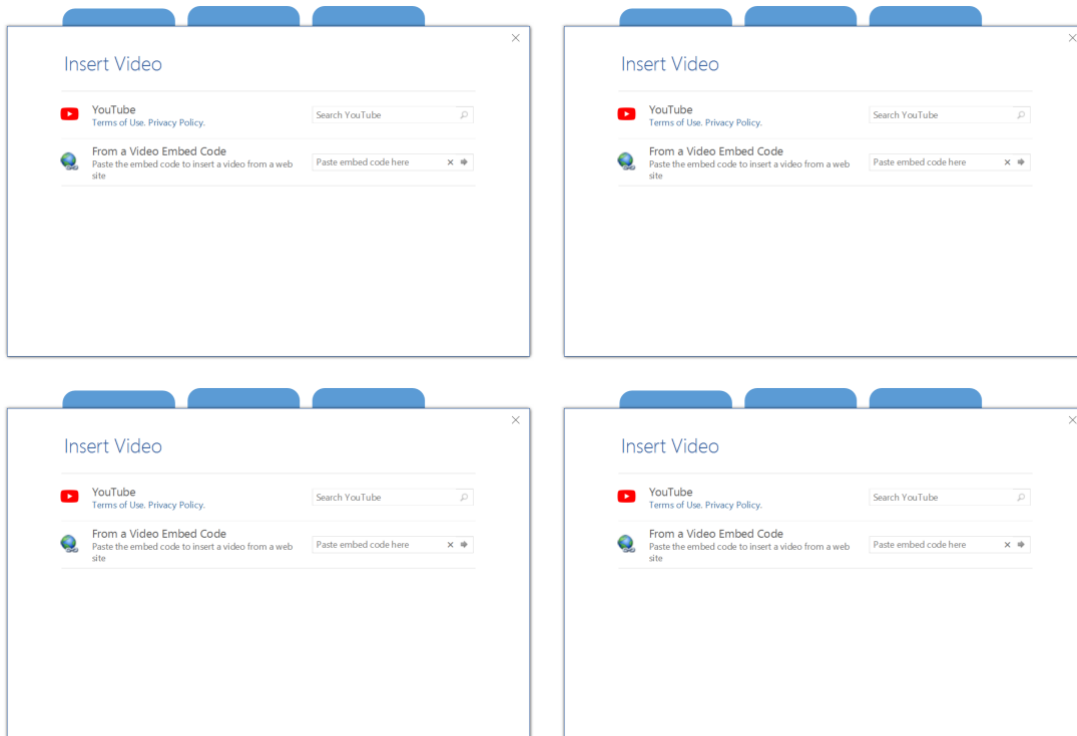 Insert Video
YouTube
Terms of Use. Privacy Policy.
Search YouTube
From a Video Embed Code
Paste the embed code to insert a video from a web
site
Paste embed code here
Insert Video
YouTube
Terms of Use. Privacy Policy.
Search YouTube
From a Video Embed Code
Paste the embed code to insert a video from a web
site
Paste embed code here
Insert Video
YouTube
Terms of Use. Privacy Policy.
Search YouTube
From a Video Embed Code
Paste the embed code to insert a video from a web
site
Paste embed code here
Insert Video
YouTube
Terms of Use. Privacy Policy.
Search YouTube
From a Video Embed Code
Paste the embed code to insert a video from a web
site
Paste embed code here